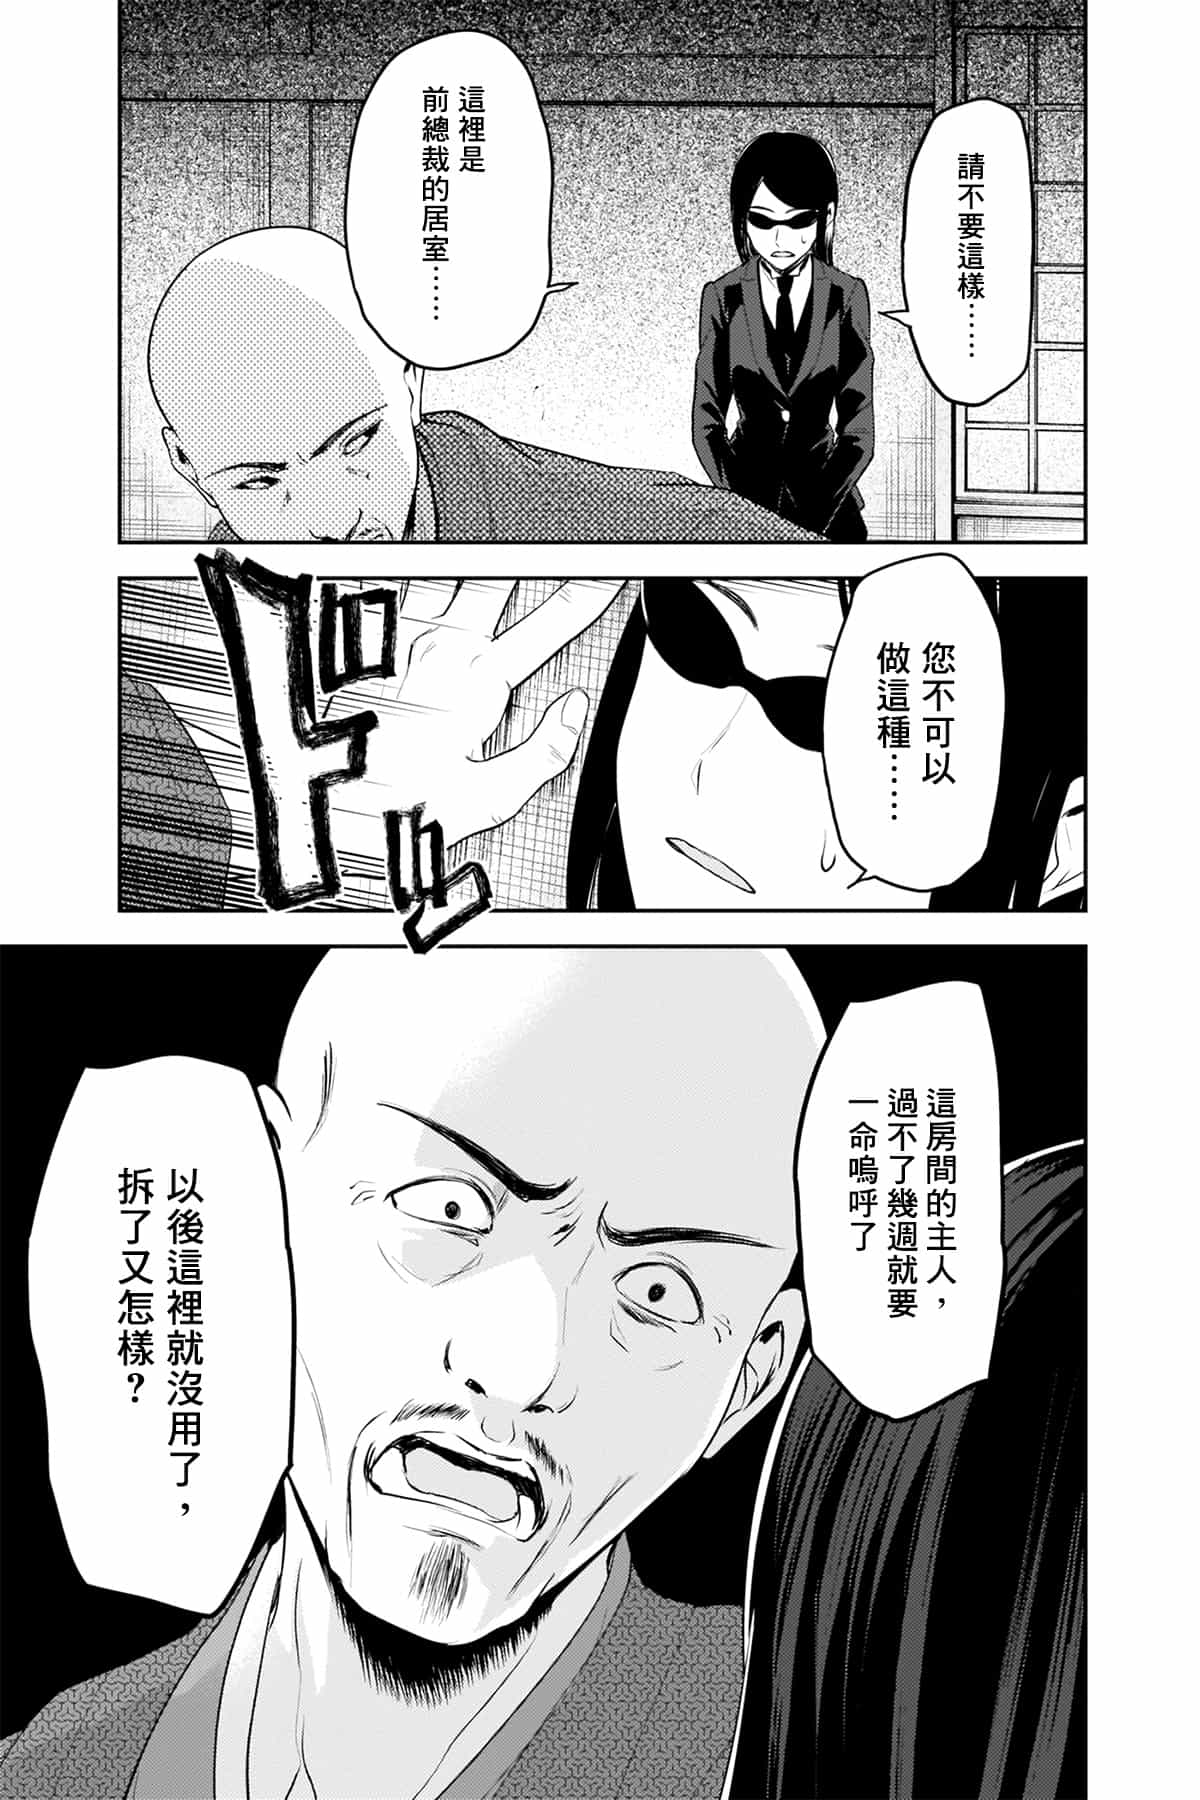 請不要這樣……
這裡是
前總裁的居室……
您不可以
做這種……
ドンッ
這房間的主人，
過不了幾週就要
一命嗚呼了
以後這裡就沒用了，
拆了又怎樣？